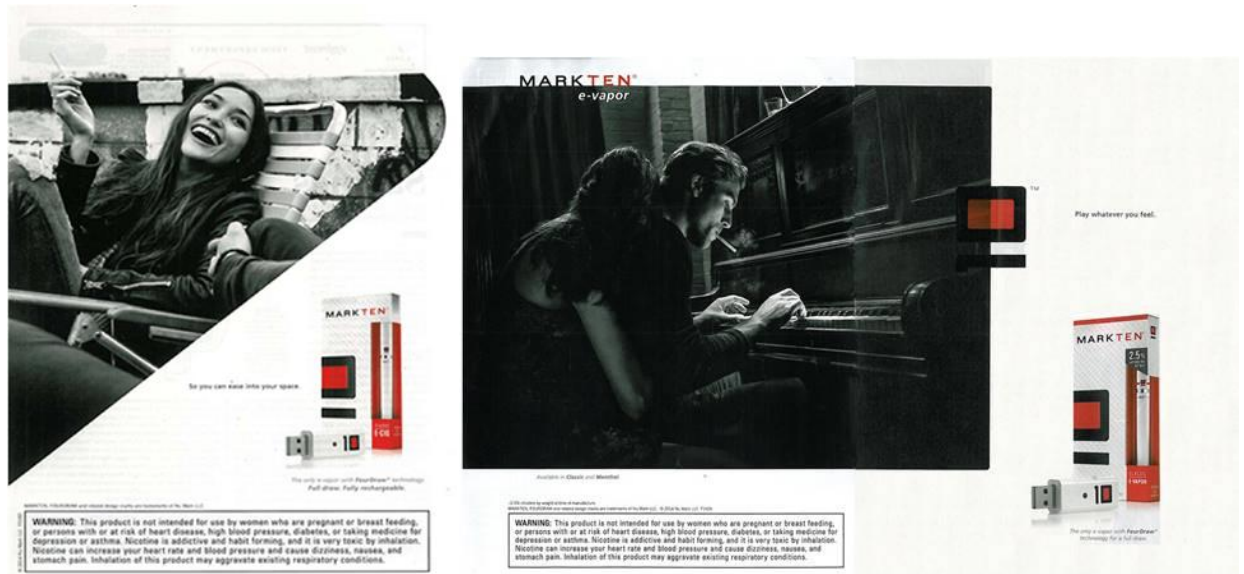 MARKTEN®
So you can ease into your space.
The only e-vapor with FourDraw™ technology.
Full draw. Fully rechargeable.
WARNING: This product is not intended for use by women who are pregnant or breast feeding,
or persons with or at risk of heart disease, high blood pressure, diabetes, or taking medicine for
depression or asthma. Nicotine is addictive and habit forming, and it is very toxic by inhalation.
Nicotine can increase your heart rate and blood pressure and cause dizziness, nausea, and
stomach pain. Inhalation of this product may aggravate existing respiratory conditions.
MARKTEN®
e-vapor
Available in Classic and Menthol
WARNING: This product is not intended for use by women who are pregnant or breast feeding,
or persons with or at risk of heart disease, high blood pressure, diabetes, or taking medicine for
depression or asthma. Nicotine is addictive and habit forming, and it is very toxic by inhalation.
Nicotine can increase your heart rate and blood pressure and cause dizziness, nausea, and
stomach pain. Inhalation of this product may aggravate existing respiratory conditions.
TM
Play whatever you feel.
MARKTEN
2.5%
The only e-vapor with FourDraw™
technology for a full draw.